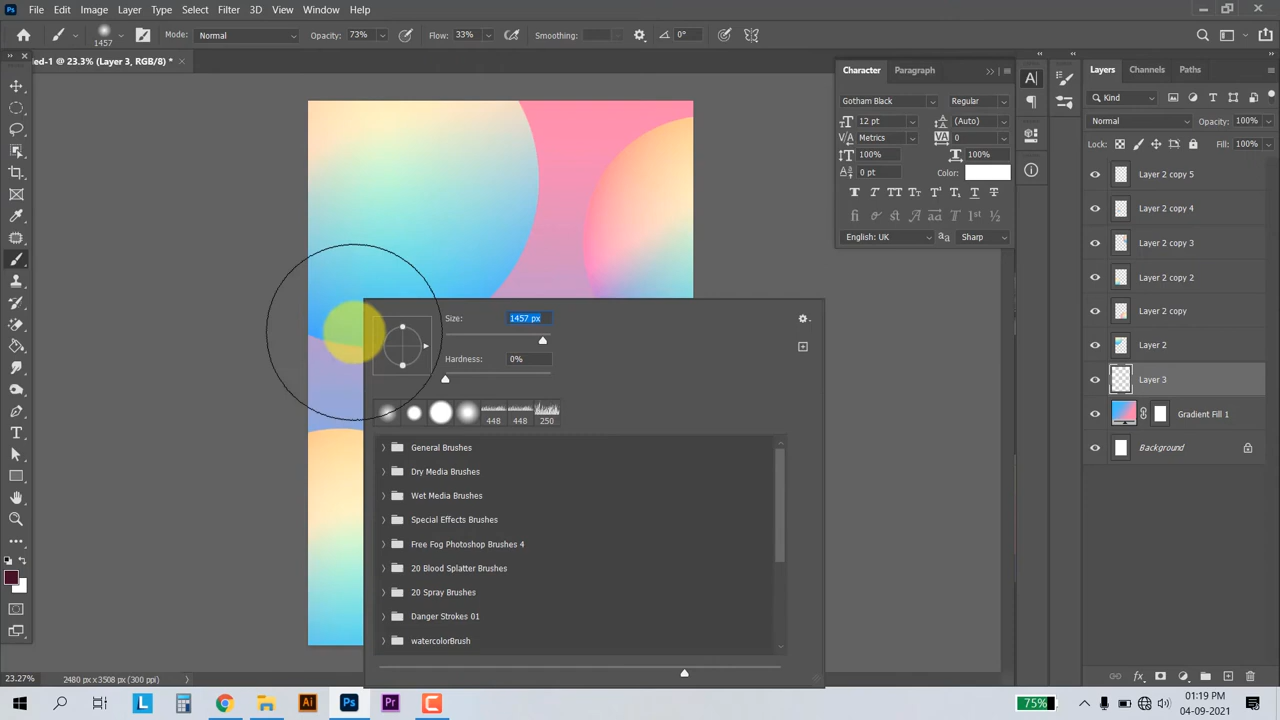 Ps File Edit Image Layer Type Select Filter 3D View Window Help
1457 Mode: Normal Opacity: 73% Flow: 33% Smoothing: 0°
ed-1 @ 23.3% (Layer 3, RGB/8) *
Character Paragraph
Gotham Black Regular
12 pt (Auto)
Metrics 0
100% 100%
0 pt Color:
English: UK Sharp
Layers Channels Paths
Kind
Normal Opacity: 100%
Lock: Fill: 100%
Layer 2 copy 5
Layer 2 copy 4
Layer 2 copy 3
Layer 2 copy 2
Layer 2 copy
Layer 2
Layer 3
Gradient Fill 1
Background
Size: 1457 px
Hardness: 0%
448 448 250
General Brushes
Dry Media Brushes
Wet Media Brushes
Special Effects Brushes
Free Fog Photoshop Brushes 4
20 Blood Splatter Brushes
20 Spray Brushes
Danger Strokes 01
watercolorBrush
23.27% 2480 px x 3508 px (300 ppi)
L Ai Ps Pr C 75% 01:19 PM
04-09-2021